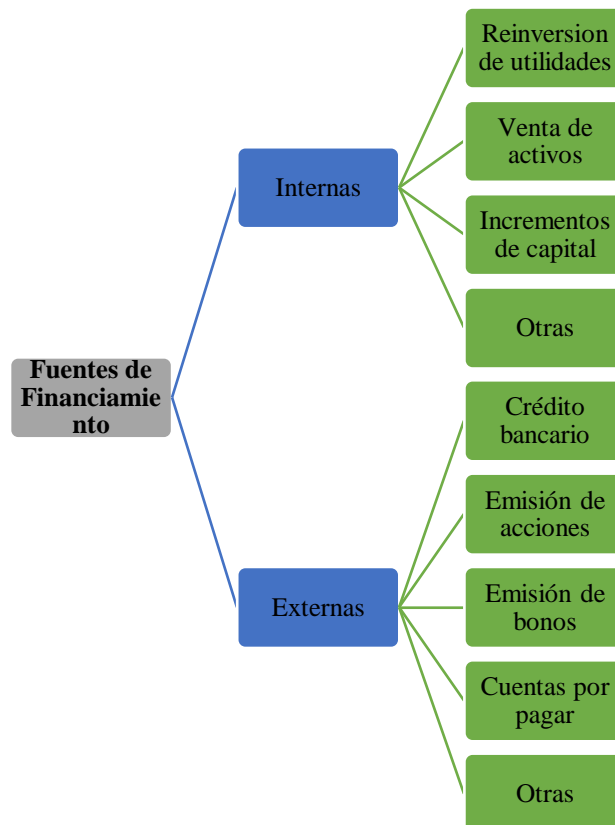 Reinversion
de utilidades
Venta de
activos
Internas
Incrementos
de capital
Otras
Fuentes de
Financiamie
nto
Crédito
bancario
Emisión de
acciones
Externas
Emisión de
bonos
Cuentas por
pagar
Otras